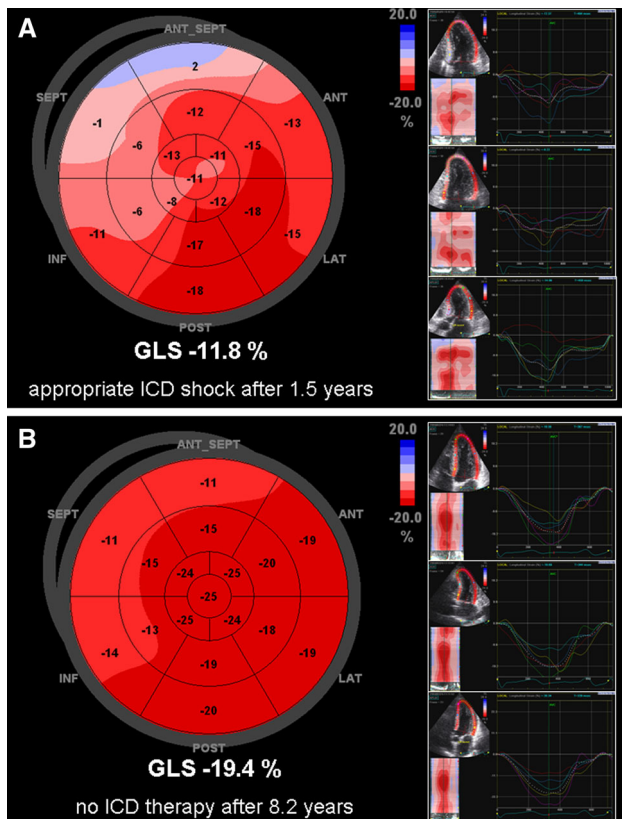 A
ANT_SEPT
20.0
-20.0
%
2
SEPT
ANT
-1
-12
-13
-6
-13
-11
-15
-11
-6
-8
-12
-18
-11
-15
-17
INF
LAT
-18
POST
GLS -11.8 %
appropriate ICD shock after 1.5 years
B
ANT_SEPT
20.0
-20.0
%
-11
SEPT
ANT
-11
-15
-19
-15
-24
-25
-20
-25
-14
-13
-25
-24
-18
-19
-19
INF
LAT
-20
POST
GLS -19.4 %
no ICD therapy after 8.2 years